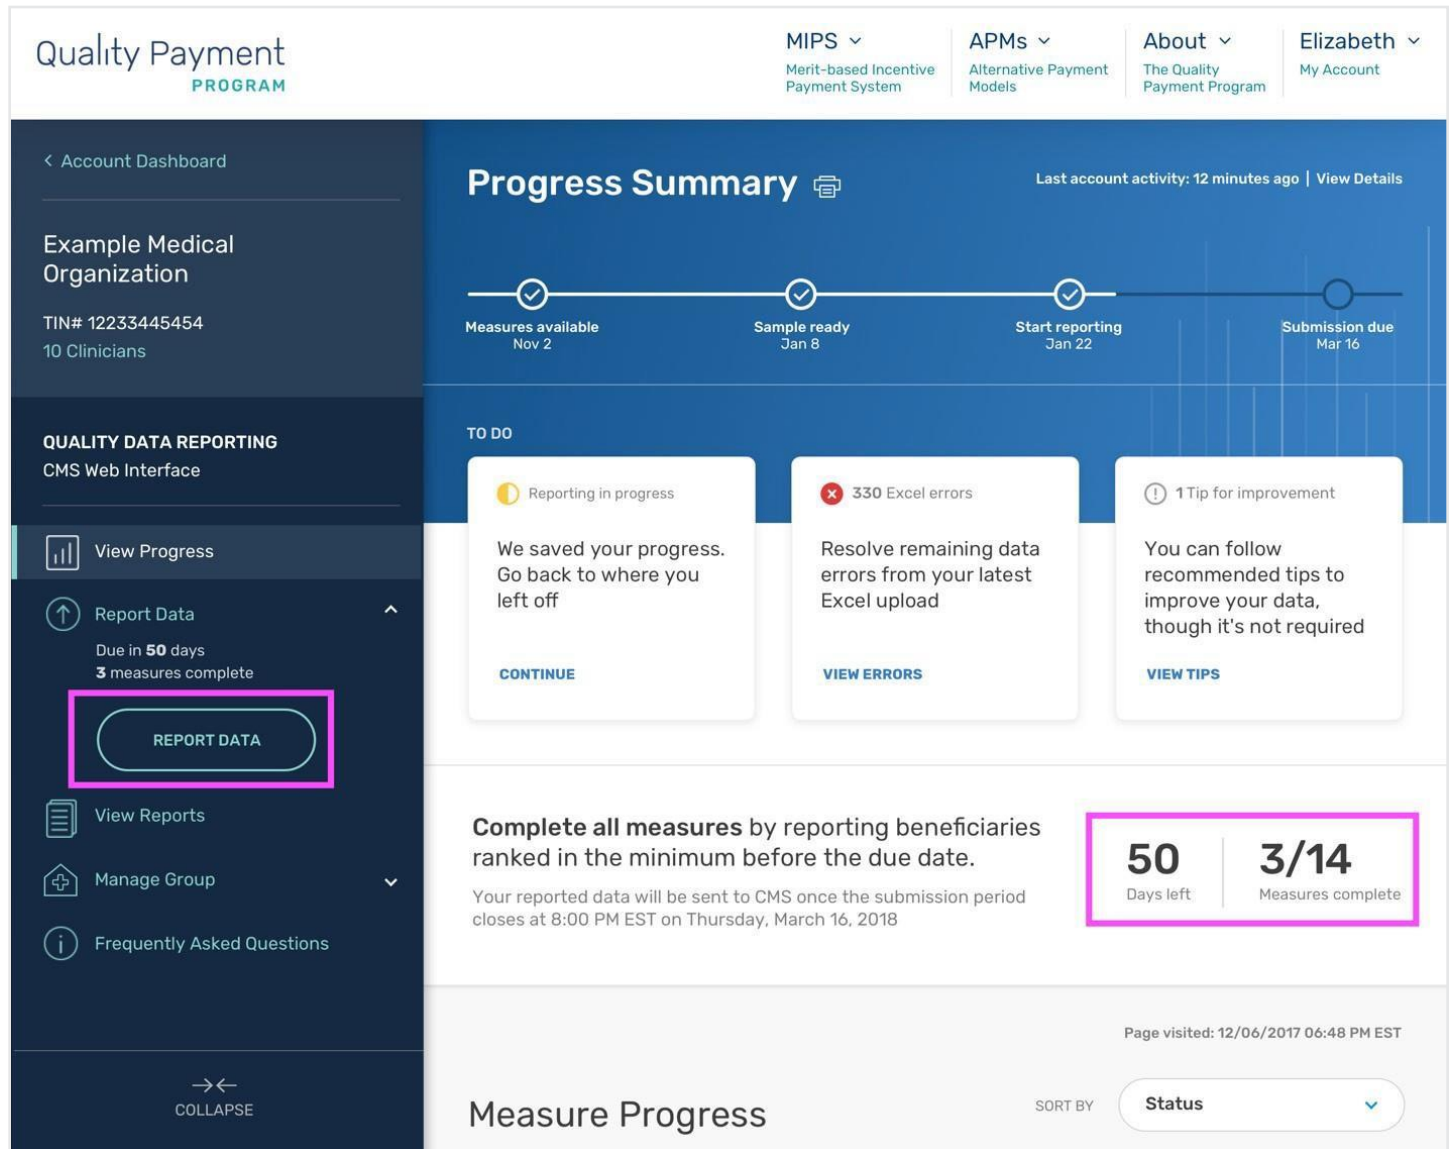 Quality Payment
PROGRAM
MIPS
Merit-based Incentive
Payment System
APMs
Alternative Payment
Models
About
The Quality
Payment Program
Elizabeth
My Account
Account Dashboard
Example Medical
Organization
TIN# 12233445454
10 Clinicians
QUALITY DATA REPORTING
CMS Web Interface
View Progress
Report Data
Due in 50 days
3 measures complete
REPORT DATA
View Reports
Manage Group
Frequently Asked Questions
COLLAPSE
Progress Summary
Last account activity: 12 minutes ago | View Details
Measures available
Nov 2
Sample ready
Jan 8
Start reporting
Jan 22
Submission due
Mar 16
TO DO
Reporting in progress
We saved your progress.
Go back to where you
left off
CONTINUE
330 Excel errors
Resolve remaining data
errors from your latest
Excel upload
VIEW ERRORS
1 Tip for improvement
You can follow
recommended tips to
improve your data,
though it's not required
VIEW TIPS
Complete all measures by reporting beneficiaries
ranked in the minimum before the due date.
Your reported data will be sent to CMS once the submission period
closes at 8:00 PM EST on Thursday, March 16, 2018
50
Days left
3/14
Measures complete
Page visited: 12/06/2017 06:48 PM EST
Measure Progress
SORT BY
Status